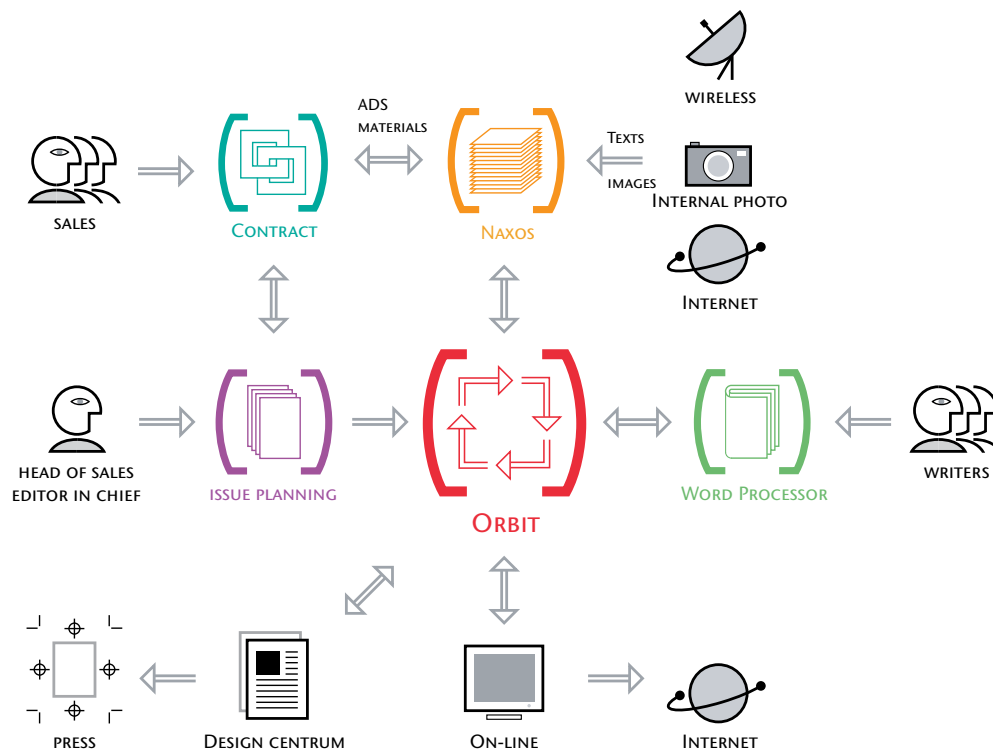 WIRELESS
ADS
MATERIALS
TEXTS
IMAGES
INTERNAL PHOTO
SALES
CONTRACT
NAXOS
INTERNET
HEAD OF SALES
EDITOR IN CHIEF
ISSUE PLANNING
ORBIT
WORD PROCESSOR
WRITERS
PRESS
DESIGN CENTRUM
ON-LINE
INTERNET